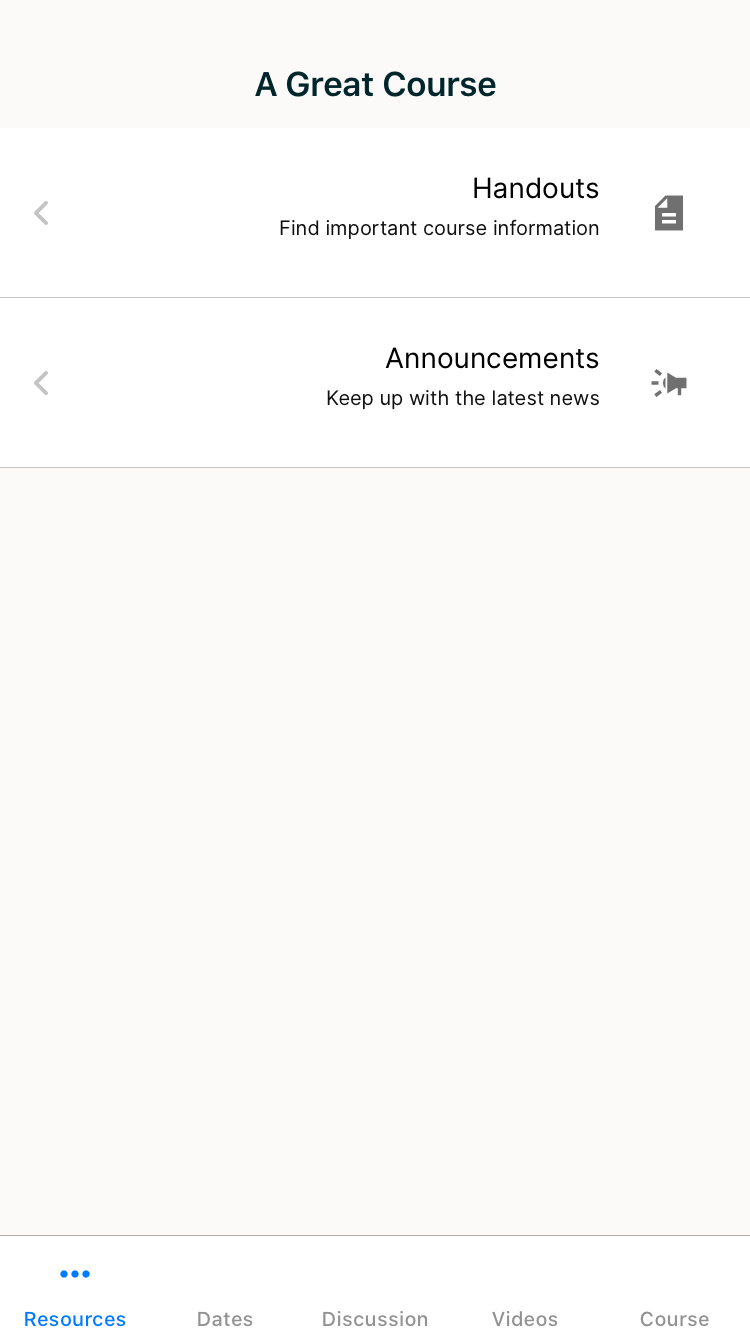 A Great Course
Handouts
Find important course information
Announcements
Keep up with the latest news
Resources
Dates
Discussion
Videos
Course